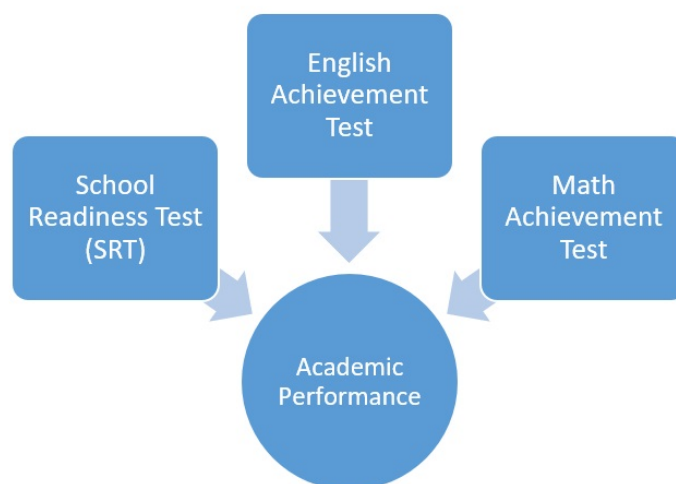 English
Achievement
Test
School
Readiness Test
(SRT)
Math
Achievement
Test
Academic
Performance